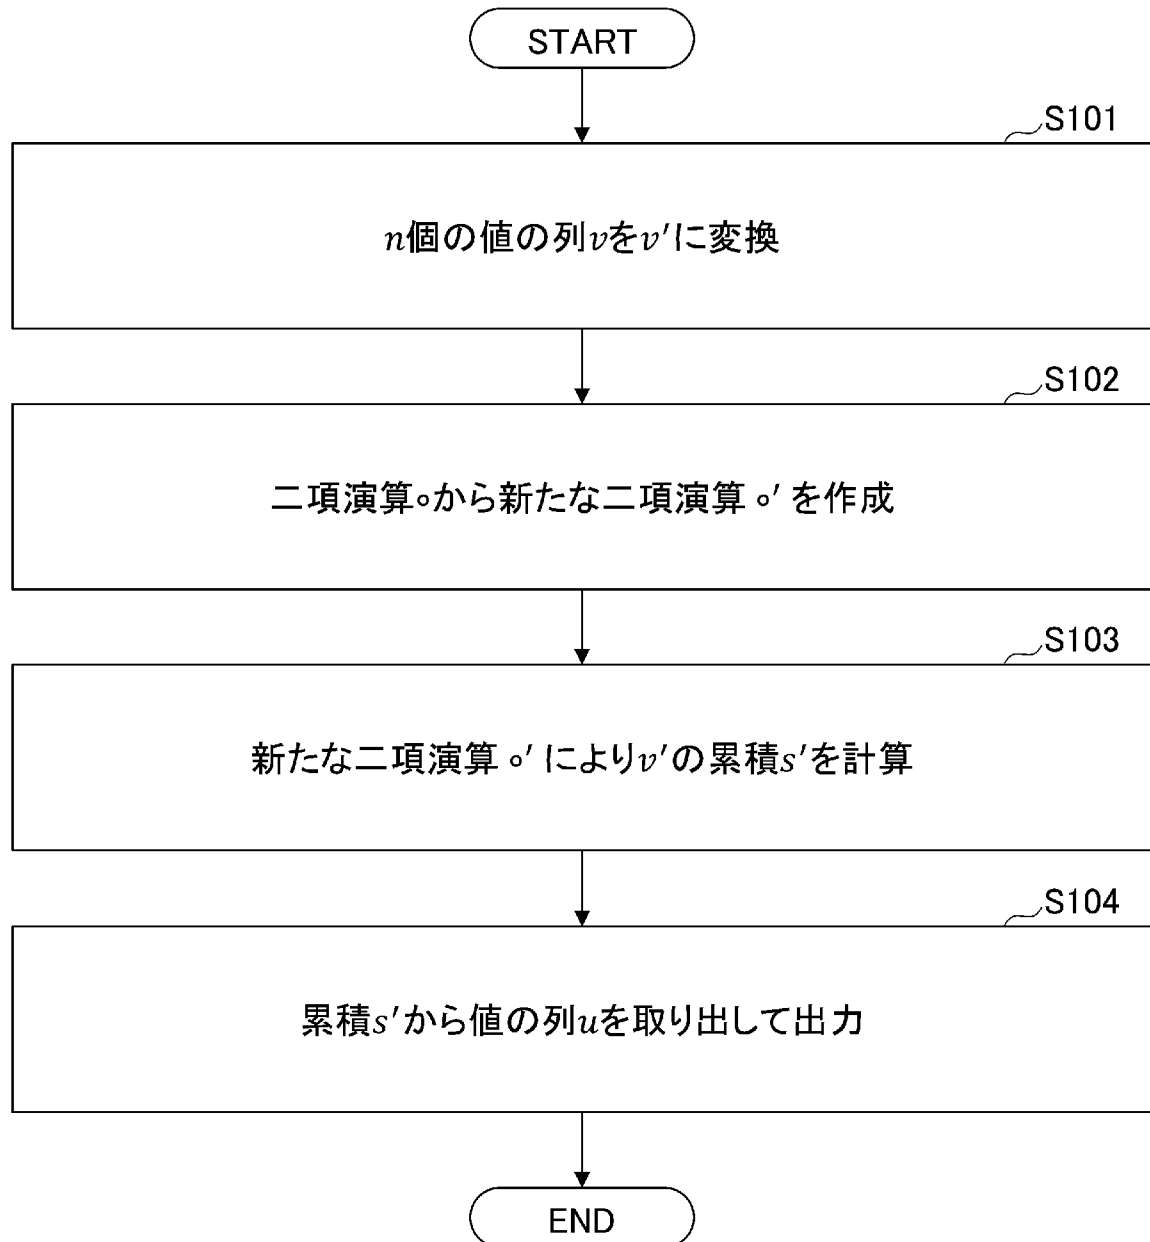 START
S101
n個の値の列vをv′に変換
S102
二項演算∘から新たな二項演算 ∘′ を作成
S103
新たな二項演算 ∘′ によりv′の累積s′を計算
S104
累積s′から値の列uを取り出して出力
END